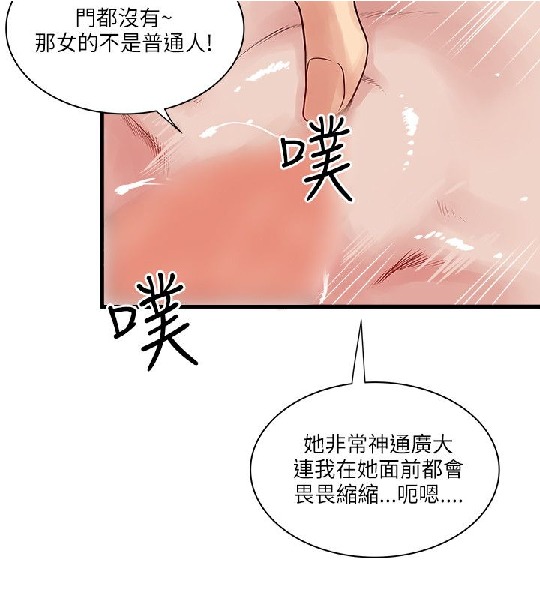 門都沒有~
那女的不是普通人!
噗
噗
她非常神通廣大
連我在她面前都會
畏畏縮縮...呃嗯....